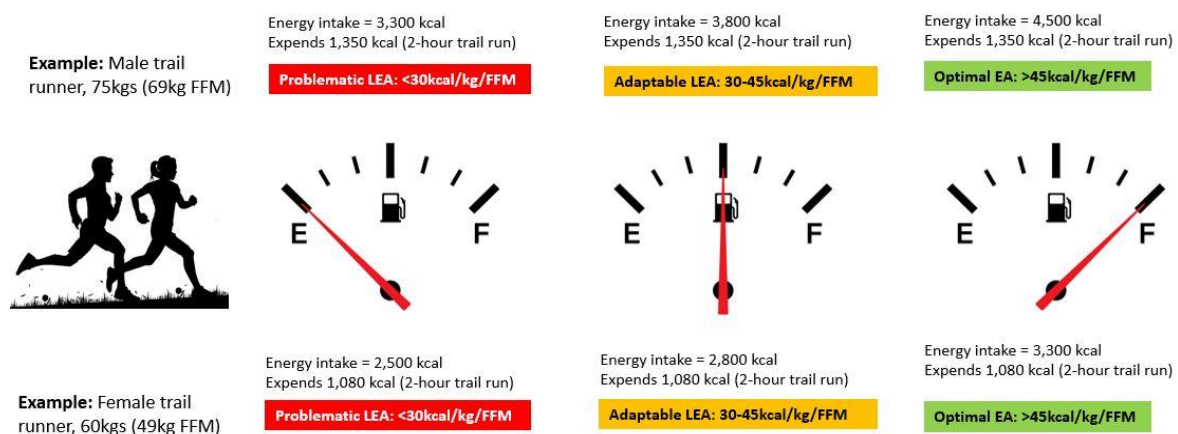 Energy intake = 3,300 kcal
Expends 1,350 kcal (2-hour trail run)
Energy intake = 3,800 kcal
Expends 1,350 kcal (2-hour trail run)
Energy intake = 4,500 kcal
Expends 1,350 kcal (2-hour trail run)
Example: Male trail
runner, 75kgs (69kg FFM)
Problematic LEA: <30kcal/kg/FFM
Adaptable LEA: 30-45kcal/kg/FFM
Optimal EA: >45kcal/kg/FFM
E
F
E
F
E
F
Energy intake = 2,500 kcal
Expends 1,080 kcal (2-hour trail run)
Energy intake = 2,800 kcal
Expends 1,080 kcal (2-hour trail run)
Energy intake = 3,300 kcal
Expends 1,080 kcal (2-hour trail run)
Example: Female trail
runner, 60kgs (49kg FFM)
Problematic LEA: <30kcal/kg/FFM
Adaptable LEA: 30-45kcal/kg/FFM
Optimal EA: >45kcal/kg/FFM